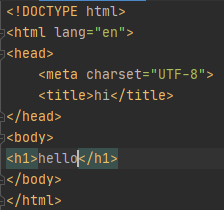 <!DOCTYPE html>
<html lang="en">
<head>
    <meta charset="UTF-8">
    <title>hi</title>
</head>
<body>
<h1>hello</h1>
</body>
</html>